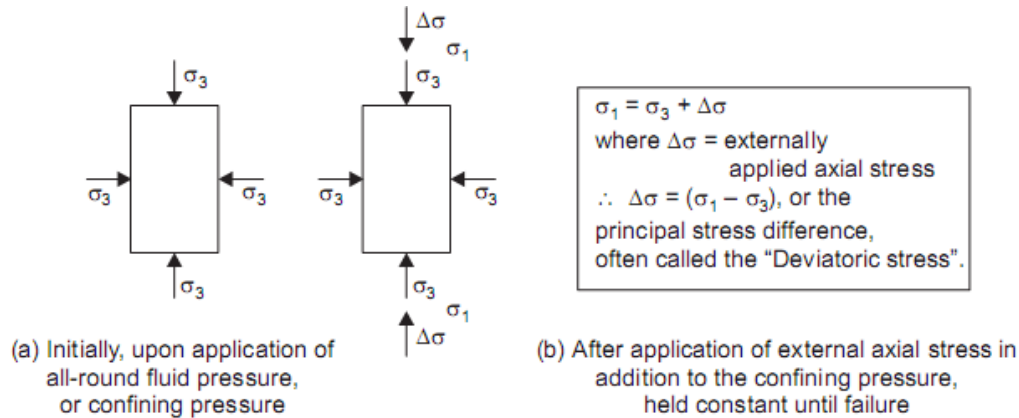 Δσ
σ1
σ3
σ3
σ3
σ3
σ3
σ3
σ3
σ3
σ1
Δσ
σ1 = σ3 + Δσ
where Δσ = externally
applied axial stress
∴ Δσ = (σ1 – σ3), or the
principal stress difference,
often called the “Deviatoric stress”.
(a) Initially, upon application of
all-round fluid pressure,
or confining pressure
(b) After application of external axial stress in
addition to the confining pressure,
held constant until failure